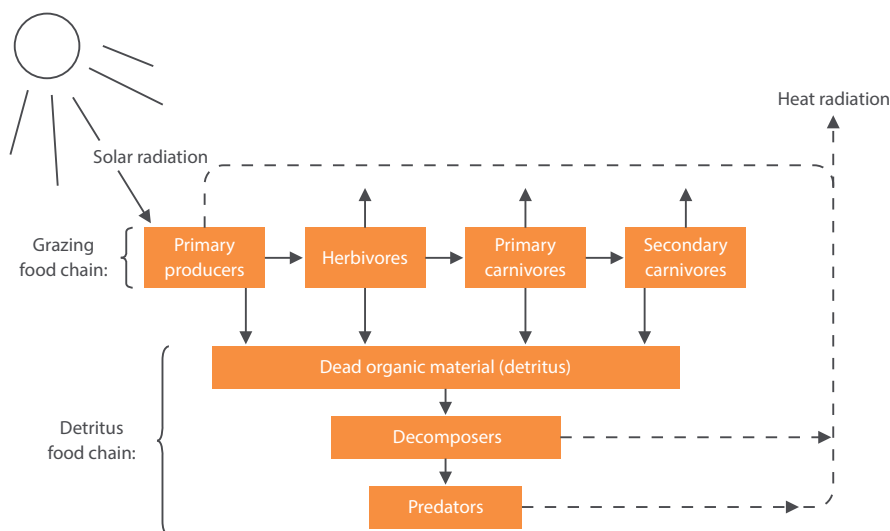 Heat radiation
Solar radiation
Grazing
food chain:
Primary
producers
Herbivores
Primary
carnivores
Secondary
carnivores
Dead organic material (detritus)
Detritus
food chain:
Decomposers
Predators